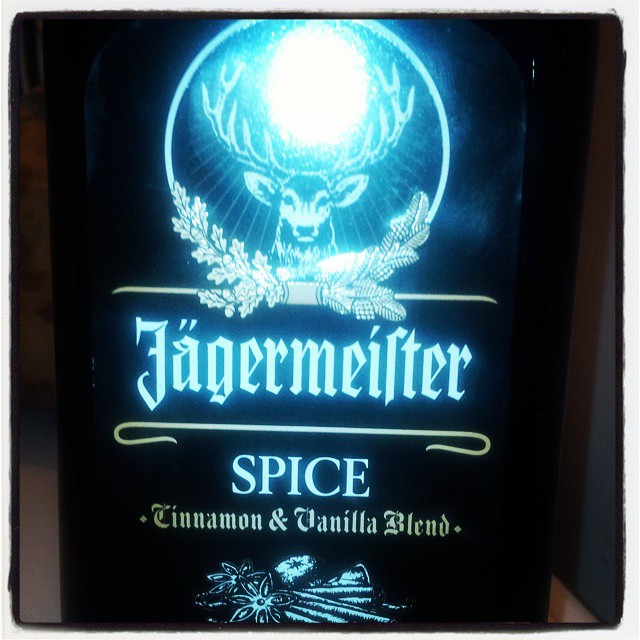 Jägermeiſter
SPICE
·Cinnamon & Vanilla Blend·